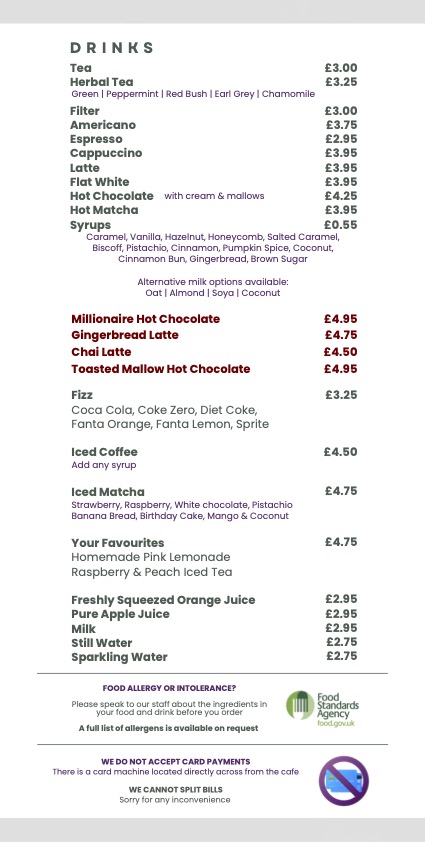 DRINKS
Tea £3.00
Herbal Tea £3.25
Green | Peppermint | Red Bush | Earl Grey | Chamomile
Filter £3.00
Americano £3.75
Espresso £2.95
Cappuccino £3.95
Latte £3.95
Flat White £3.95
Hot Chocolate with cream & mallows £4.25
Hot Matcha £3.95
Syrups £0.55
Caramel, Vanilla, Hazelnut, Honeycomb, Salted Caramel,
Biscoff, Pistachio, Cinnamon, Pumpkin Spice, Coconut,
Cinnamon Bun, Gingerbread, Brown Sugar
Alternative milk options available:
Oat | Almond | Soya | Coconut
Millionaire Hot Chocolate £4.95
Gingerbread Latte £4.75
Chai Latte £4.50
Toasted Mallow Hot Chocolate £4.95
Fizz £3.25
Coca Cola, Coke Zero, Diet Coke,
Fanta Orange, Fanta Lemon, Sprite
Iced Coffee £4.50
Add any syrup
Iced Matcha £4.75
Strawberry, Raspberry, White chocolate, Pistachio
Banana Bread, Birthday Cake, Mango & Coconut
Your Favourites £4.75
Homemade Pink Lemonade
Raspberry & Peach Iced Tea
Freshly Squeezed Orange Juice £2.95
Pure Apple Juice £2.95
Milk £2.95
Still Water £2.75
Sparkling Water £2.75
FOOD ALLERGY OR INTOLERANCE?
Please speak to our staff about the ingredients in
your food and drink before you order
A full list of allergens is available on request
Food
Standards
Agency
food.gov.uk
WE DO NOT ACCEPT CARD PAYMENTS
There is a card machine located directly across from the cafe
WE CANNOT SPLIT BILLS
Sorry for any inconvenience